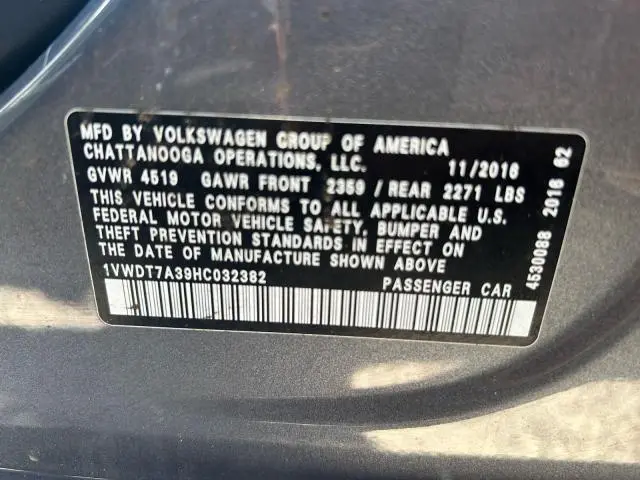 MFD BY VOLKSWAGEN GROUP OF AMERICA
CHATTANOOGA OPERATIONS, LLC. 11/2016
GVWR 4519 GAWR FRONT 2359 / REAR 2271 LBS
THIS VEHICLE CONFORMS TO ALL APPLICABLE U.S.
FEDERAL MOTOR VEHICLE SAFETY, BUMPER AND
THEFT PREVENTION STANDARDS IN EFFECT ON
THE DATE OF MANUFACTURE SHOWN ABOVE
1VWDT7A39HC032382 PASSENGER CAR
4530088 2016 62